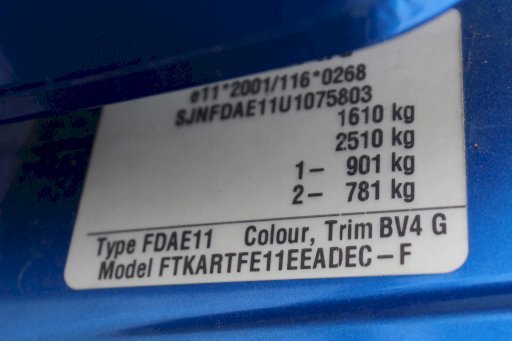 e11*2001/116*0268
SJNFDAE11U1075803
1610 kg
2510 kg
1- 901 kg
2- 781 kg
Type FDAE11 Colour, Trim BV4 G
Model FTKARTFE11EEADEC-F